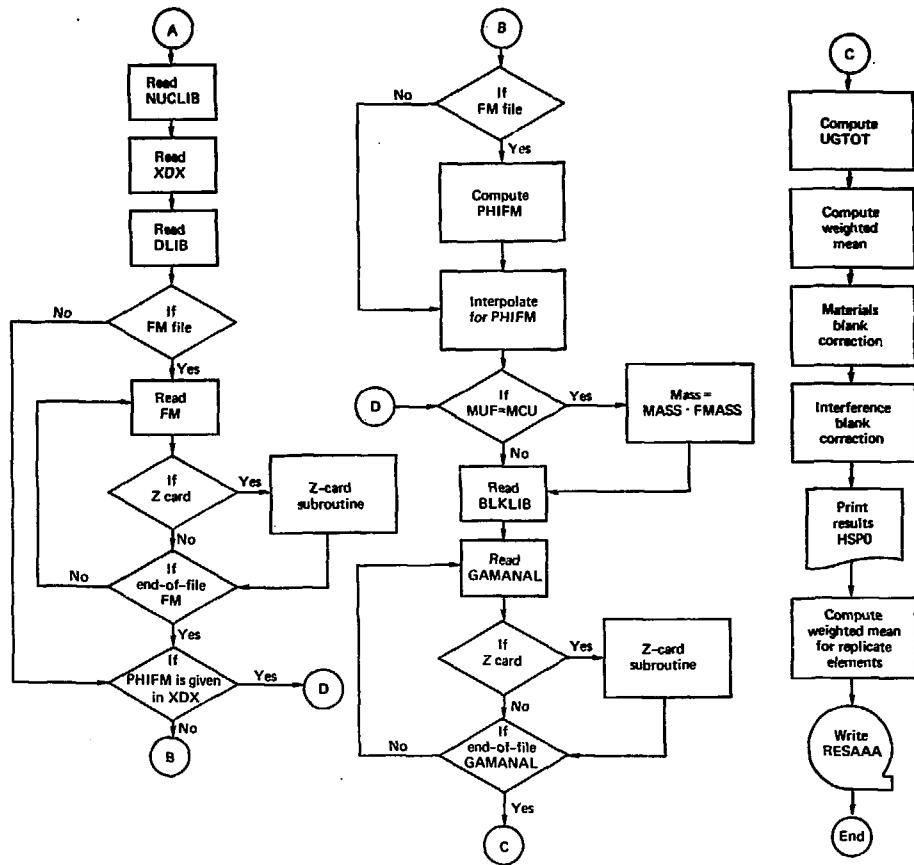 A
Read
NUCLIB
Read
XDX
Read
DLIB
If
FM file
No
Yes
Read
FM
If
Z card
Yes
Z-card
subroutine
No
If
end-of-file
FM
No
Yes
If
PHIFM is given
in XDX
Yes
D
No
B
B
If
FM file
No
Yes
Compute
PHIFM
Interpolate
for PHIFM
D
If
MUF=MCU
Yes
Mass =
MASS · FMASS
No
Read
BLKLIB
Read
GAMANAL
If
Z card
Yes
Z-card
subroutine
No
If
end-of-file
GAMANAL
No
Yes
C
C
Compute
UGTOT
Compute
weighted
mean
Materials
blank
correction
Interference
blank
correction
Print
results
HSP0
Compute
weighted mean
for replicate
elements
Write
RESAAA
End